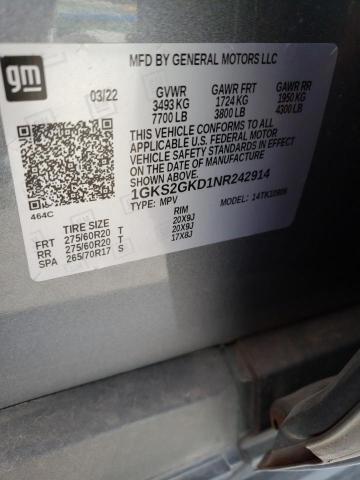 gm
MFD BY GENERAL MOTORS LLC
03/22 GVWR GAWR FRT GAWR RR
3493 KG 1724 KG 1950 KG
7700 LB 3800 LB 4300 LB
THIS VEHICLE CONFORMS TO ALL
APPLICABLE U.S. FEDERAL MOTOR
VEHICLE SAFETY STANDARDS IN
EFFECT ON THE DATE OF
MANUFACTURE SHOWN ABOVE.
1GKS2GKD1NR242914
TYPE: MPV MODEL:
464C
TIRE SIZE RIM
FRT 275/60R20 T 20X9J
RR 275/60R20 T 20X9J
SPA 265/70R17 S 17X8J